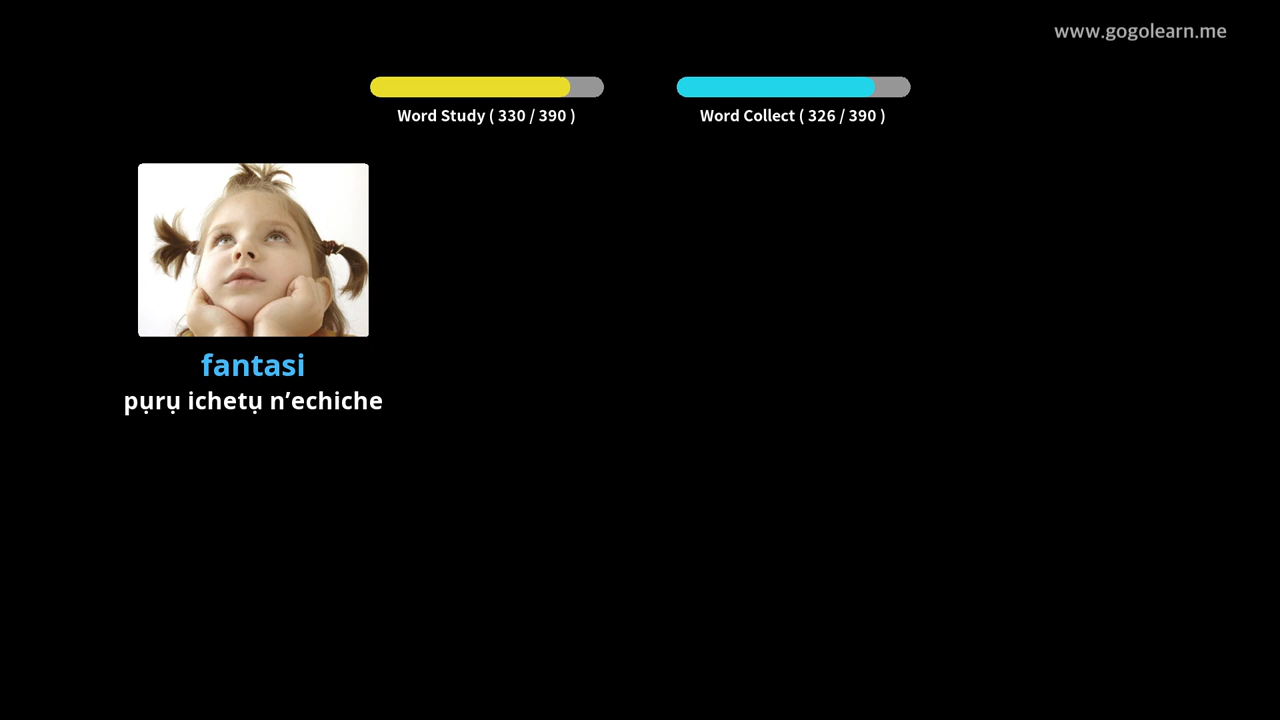 www.gogolearn.me
Word Study ( 330 / 390 )
Word Collect ( 326 / 390 )
fantasi
pụrụ ichetụ n’echiche